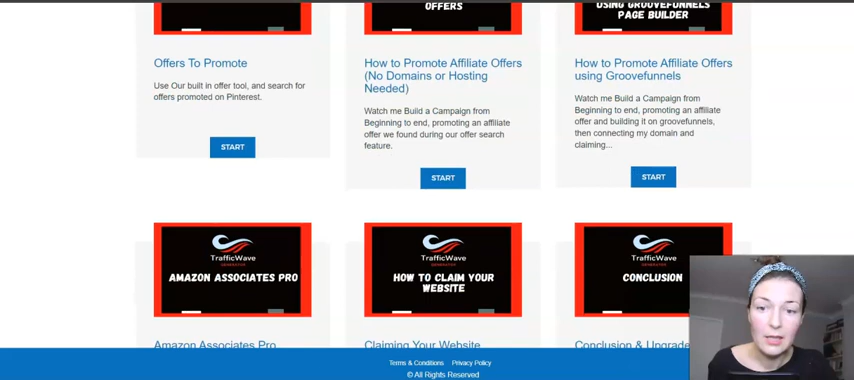 OFFERS
USING GROOVEFUNNELS
PAGE BUILDER
Offers To Promote
Use Our built in offer tool, and search for
offers promoted on Pinterest.
START
How to Promote Affiliate Offers
(No Domains or Hosting
Needed)
Watch me Build a Campaign from
Beginning to end, promoting an affiliate
offer we found during our offer search
feature.
START
How to Promote Affiliate Offers
using Groovefunnels
Watch me Build a Campaign from
Beginning to end, promoting an affiliate
offer and building it on groovefunnels,
then connecting my domain and
claiming...
START
TrafficWave
GENERATOR
AMAZON ASSOCIATES PRO
TrafficWave
GENERATOR
HOW TO CLAIM YOUR
WEBSITE
TrafficWave
GENERATOR
CONCLUSION
Amazon Associates Pro
Claiming Your Website
Conclusion & Upgrade
Terms & Conditions Privacy Policy
© All Rights Reserved